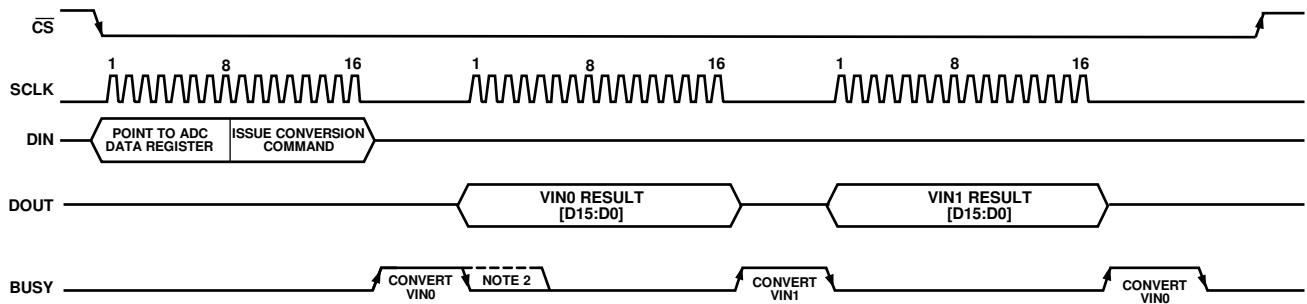 CS
1 8 16 1 8 16 1 8 16
SCLK
DIN
POINT TO ADC
DATA REGISTER
ISSUE CONVERSION
COMMAND
DOUT
VIN0 RESULT
[D15:D0]
VIN1 RESULT
[D15:D0]
BUSY
CONVERT
VIN0
NOTE 2
CONVERT
VIN1
CONVERT
VIN0